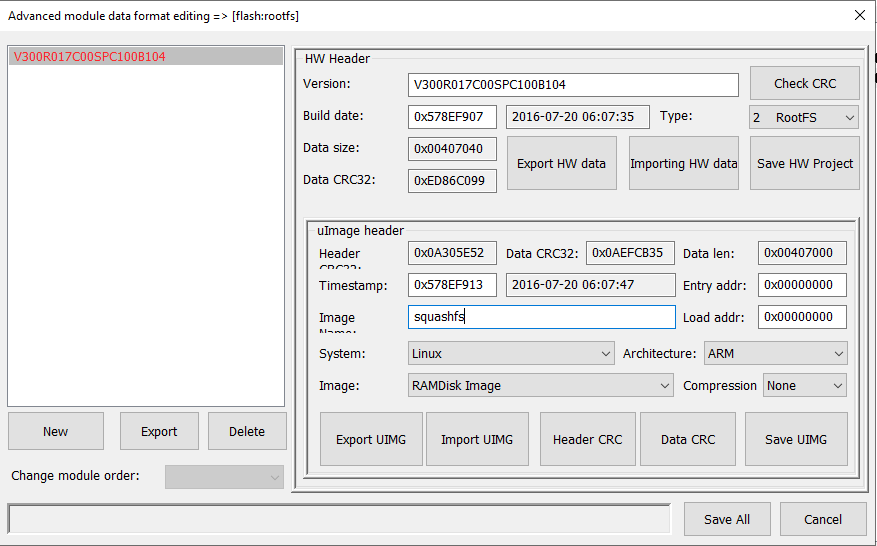 Advanced module data format editing => [flash:rootfs]
V300R017C00SPC100B104
HW Header
Version: V300R017C00SPC100B104 Check CRC
Build date: 0x578EF907 2016-07-20 06:07:35 Type: 2 RootFS
Data size: 0x00407040
Data CRC32: 0xED86C099
Export HW data Importing HW data Save HW Project
uImage header
Header CRC32: 0x0A305E52 Data CRC32: 0x0AEFCB35 Data len: 0x00407000
Timestamp: 0x578EF913 2016-07-20 06:07:47 Entry addr: 0x00000000
Image Name: squashfs Load addr: 0x00000000
System: Linux Architecture: ARM
Image: RAMDisk Image Compression None
Export UIMG Import UIMG Header CRC Data CRC Save UIMG
New Export Delete
Change module order:
Save All Cancel